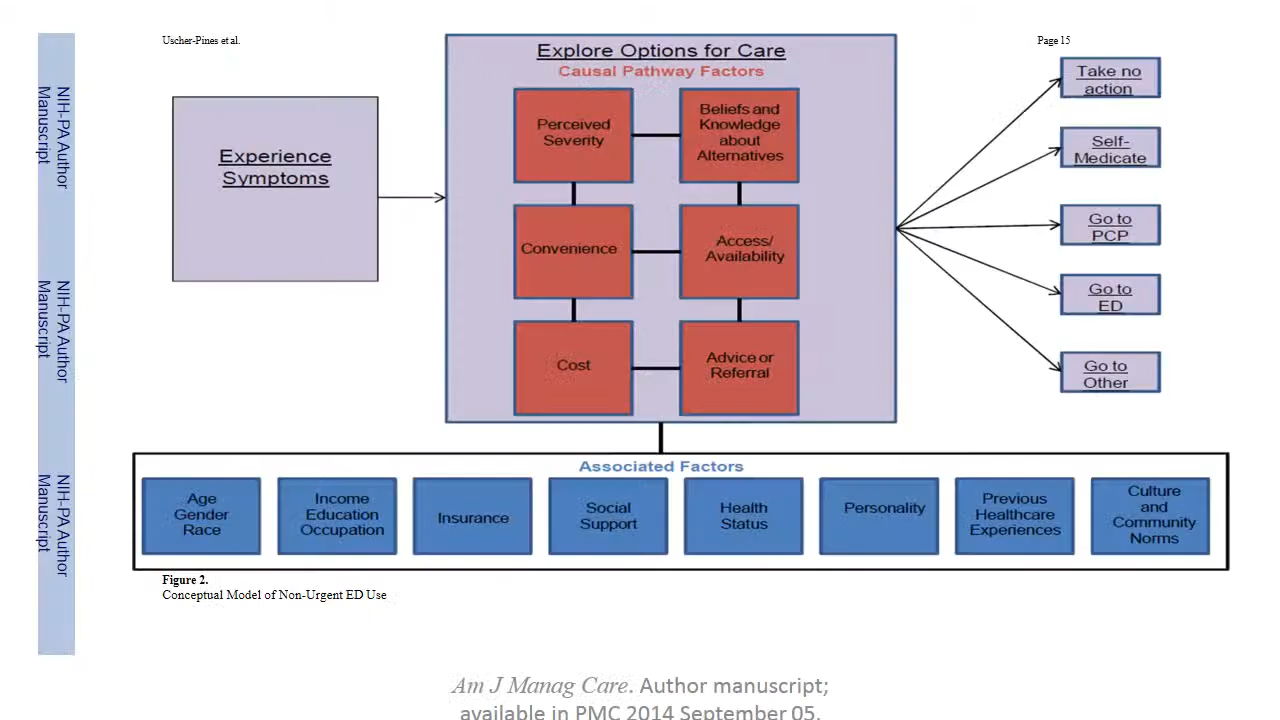 Uscher-Pines et al.
Page 15
NIH-PA Author
Manuscript
NIH-PA Author
Manuscript
NIH-PA Author
Manuscript
Experience
Symptoms
Explore Options for Care
Causal Pathway Factors
Perceived
Severity
Beliefs and
Knowledge
about
Alternatives
Convenience
Access/
Availability
Cost
Advice or
Referral
Take no
action
Self-
Medicate
Go to
PCP
Go to
ED
Go to
Other
Associated Factors
Age
Gender
Race
Income
Education
Occupation
Insurance
Social
Support
Health
Status
Personality
Previous
Healthcare
Experiences
Culture
and
Community
Norms
Figure 2.
Conceptual Model of Non-Urgent ED Use
Am J Manag Care. Author manuscript;
available in PMC 2014 September 05.